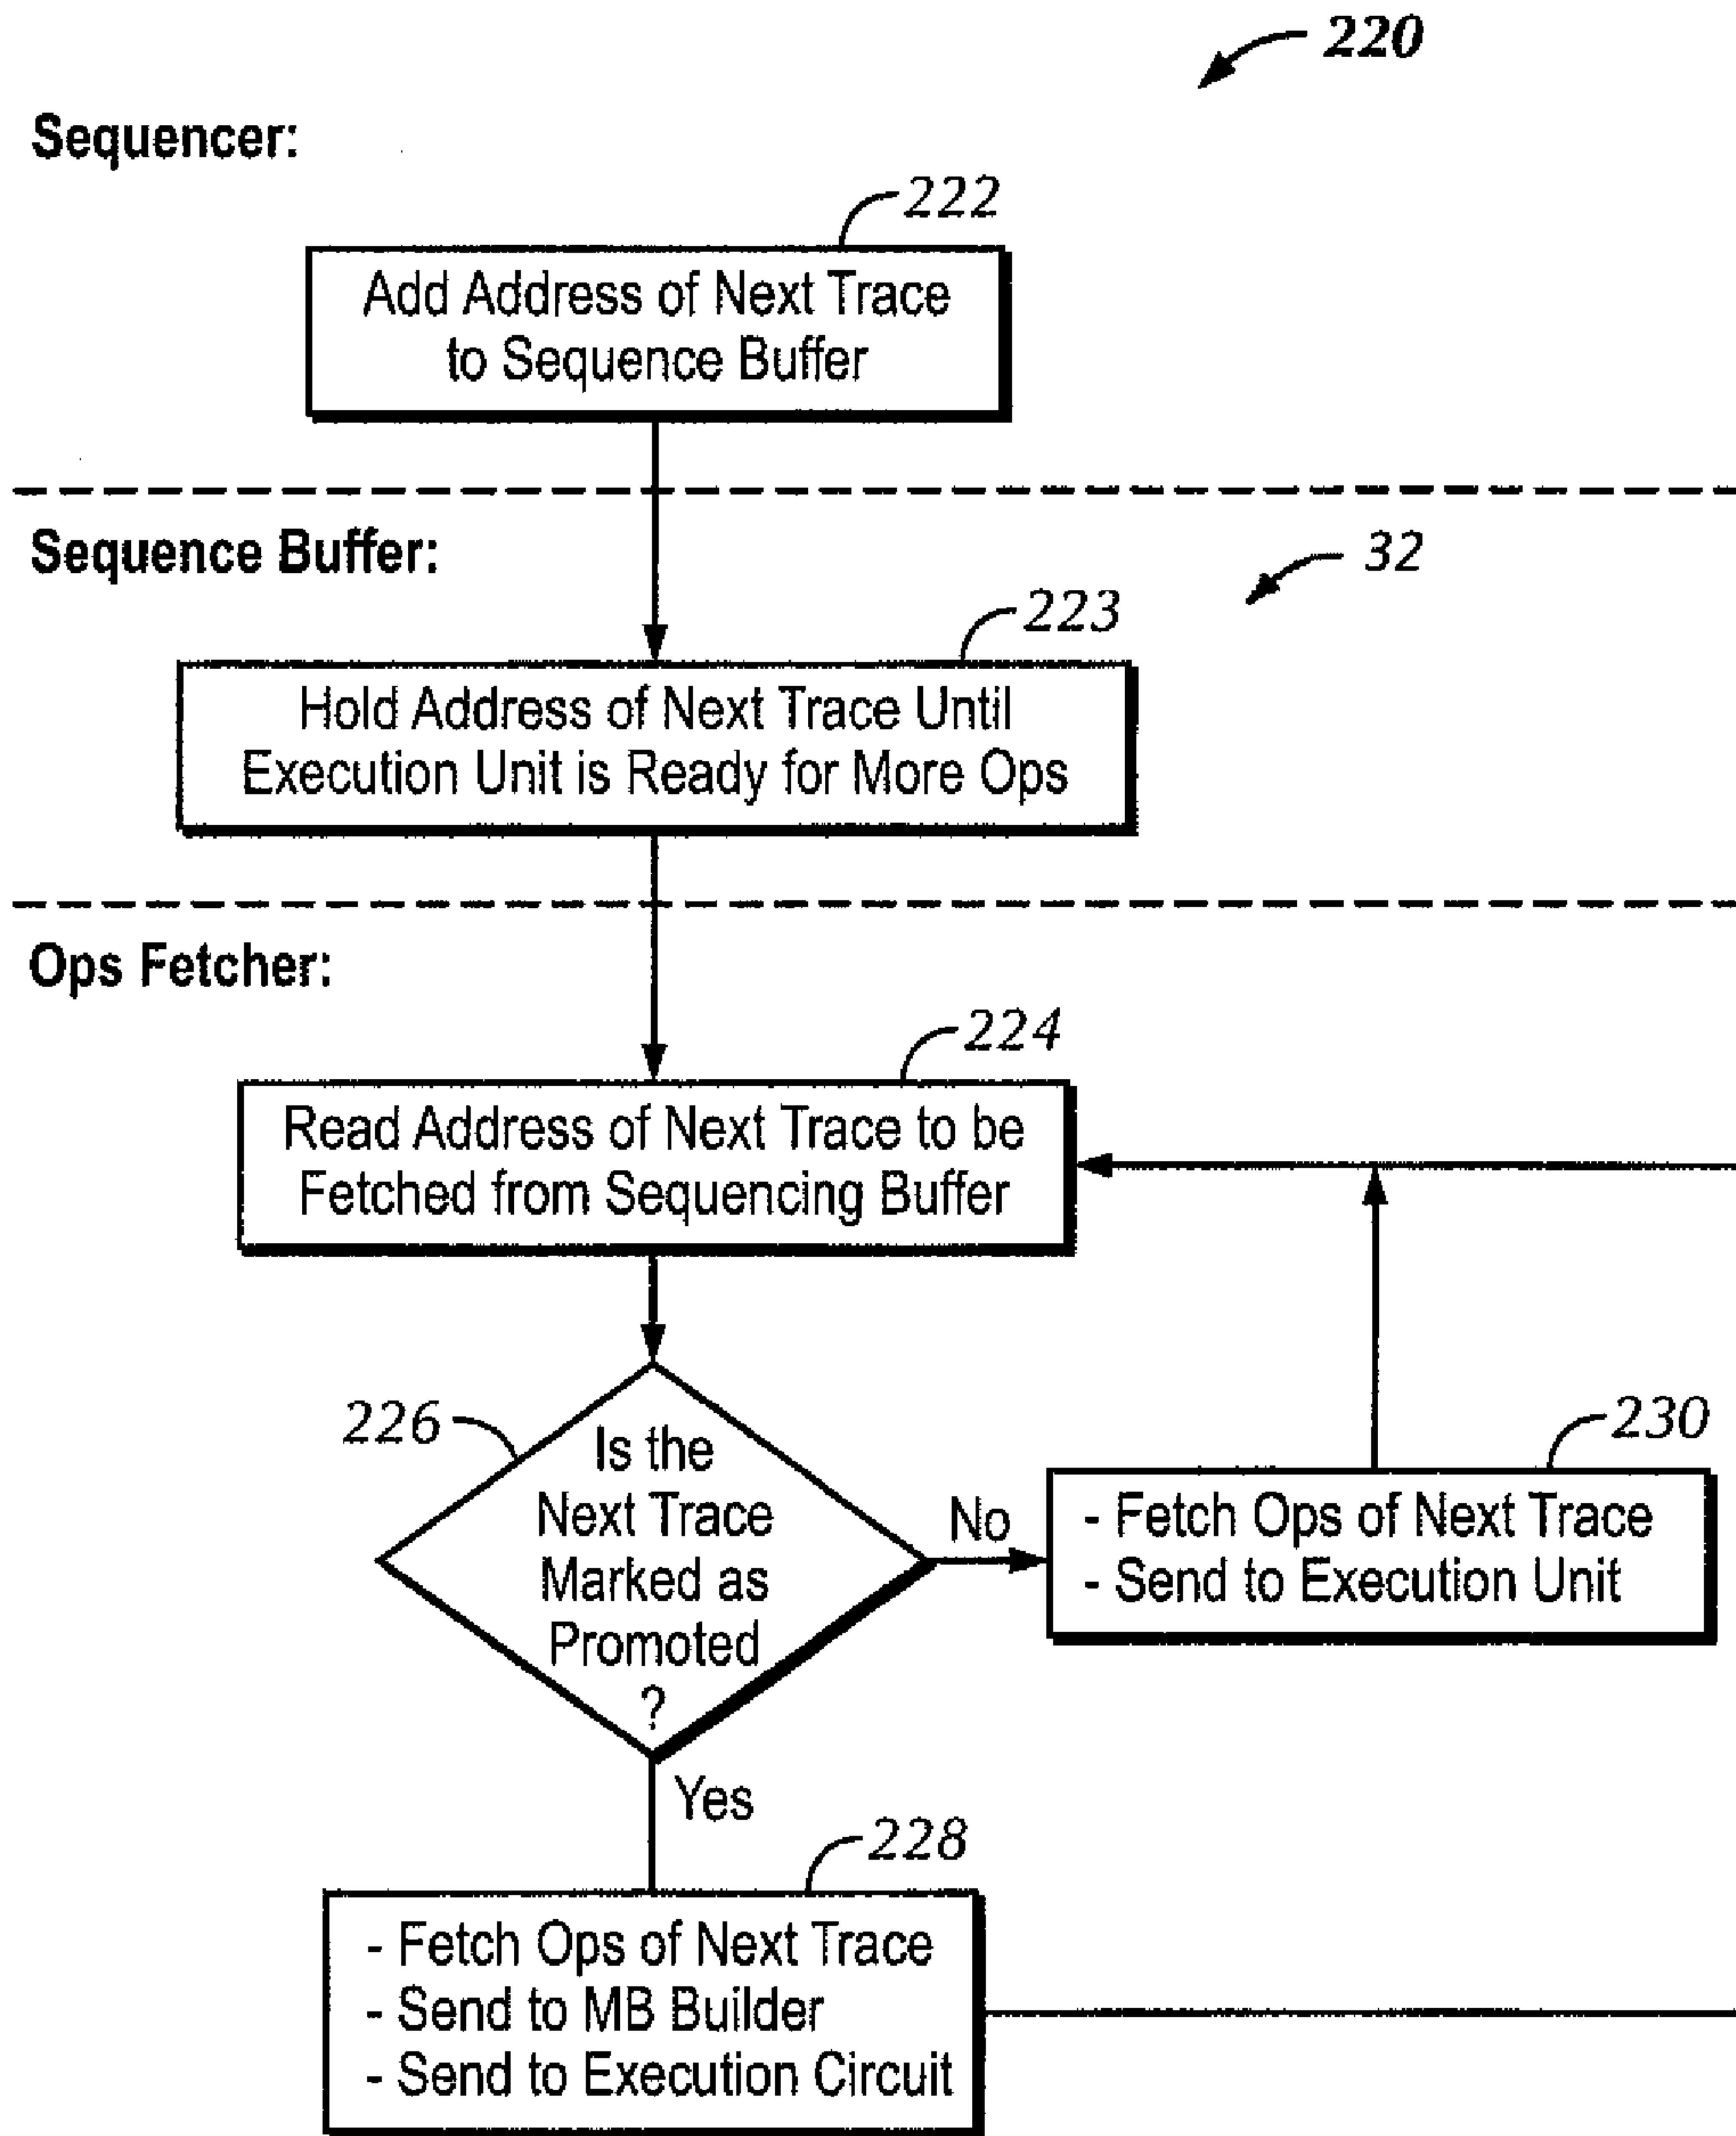 220
Sequencer:
222
Add Address of Next Trace
to Sequence Buffer
Sequence Buffer:
32
223
Hold Address of Next Trace Until
Execution Unit is Ready for More Ops
Ops Fetcher:
224
Read Address of Next Trace to be
Fetched from Sequencing Buffer
226
Is the
Next Trace
Marked as
Promoted
?
No
230
- Fetch Ops of Next Trace
- Send to Execution Unit
Yes
228
- Fetch Ops of Next Trace
- Send to MB Builder
- Send to Execution Circuit